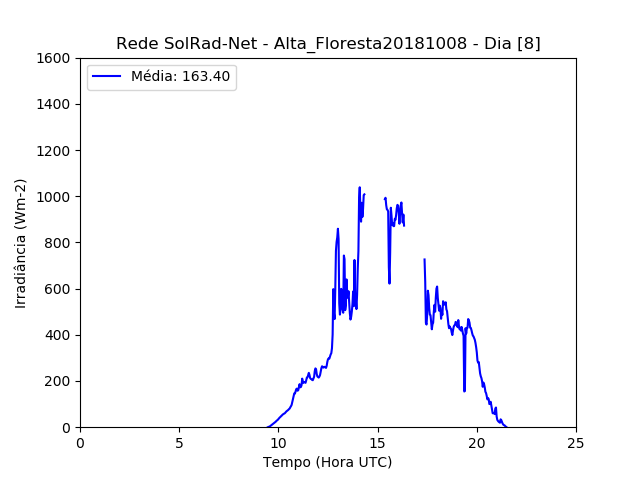 Rede SolRad-Net - Alta_Floresta20181008 - Dia [8]
Média: 163.40
1600
1400
1200
1000
800
600
400
200
0
Irradiância (Wm-2)
0 5 10 15 20 25
Tempo (Hora UTC)